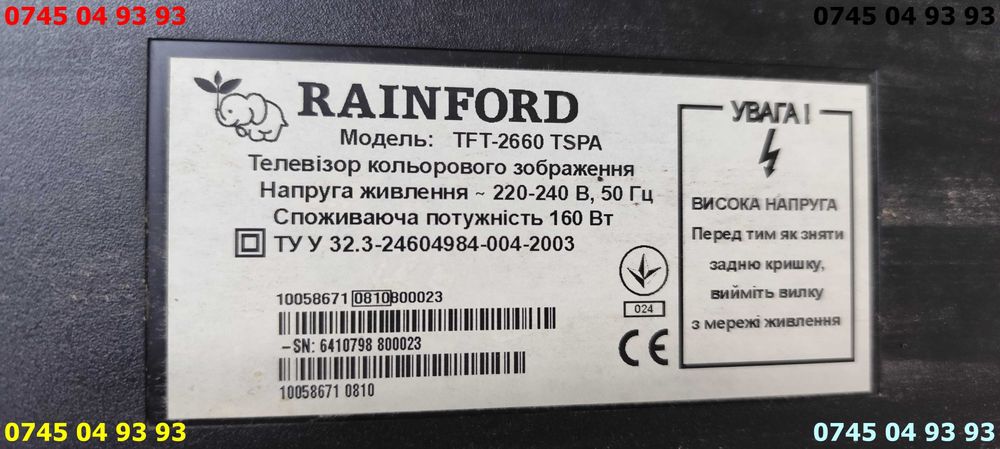 0745 04 93 93
0745 04 93 93
RAINFORD
Модель: TFT-2660 TSPA
Телевізор кольорового зображення
Напруга живлення ~ 220-240 В, 50 Гц
Споживаюча потужність 160 Вт
ТУ У 32.3-24604984-004-2003
10058671 0810 800023
-SN: 6410798 800023
10058671 0810
024
CE
УВАГА !
ВИСОКА НАПРУГА
Перед тим як зняти
задню кришку,
вийміть вилку
з мережі живлення
0745 04 93 93
0745 04 93 93